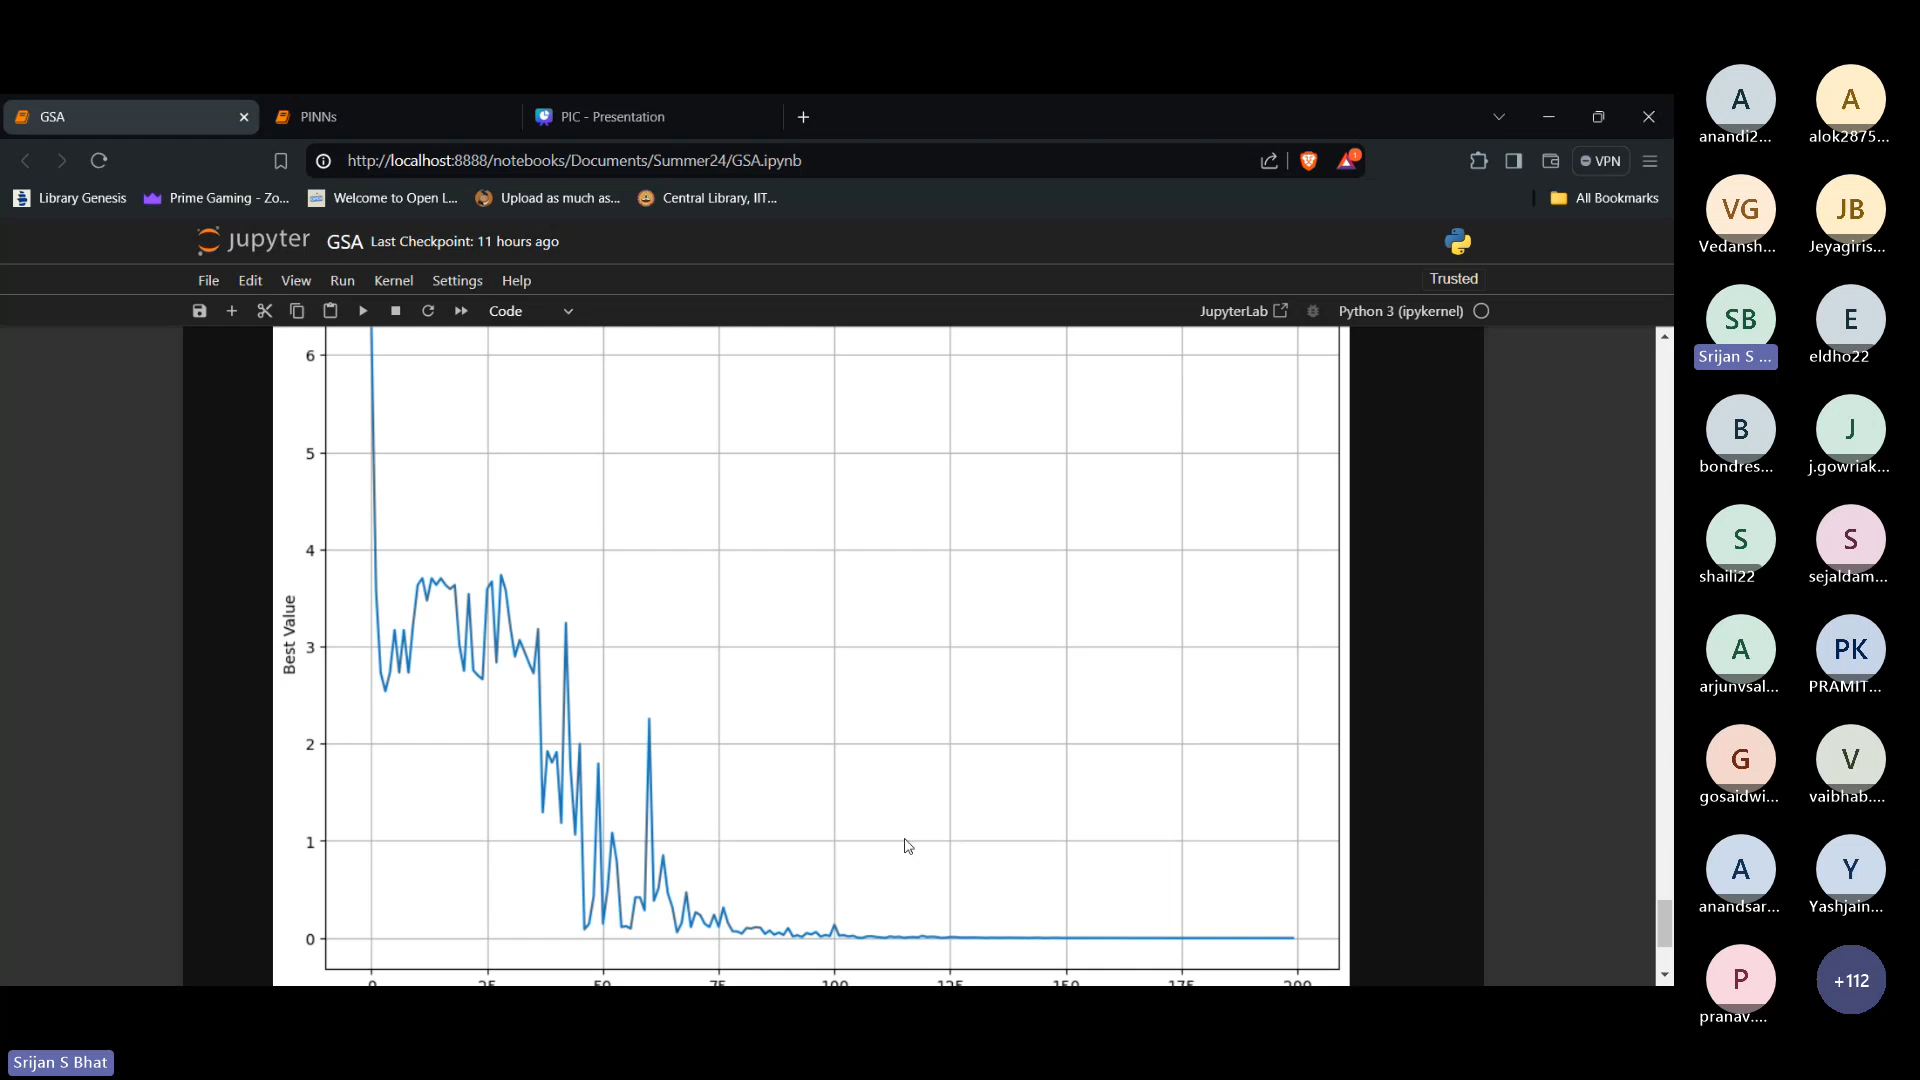 GSA
PINNs
PIC - Presentation
http://localhost:8888/notebooks/Documents/Summer24/GSA.ipynb
1
VPN
Library Genesis
Prime Gaming - Zo...
Welcome to Open L...
Upload as much as...
Central Library, IIT...
All Bookmarks
jupyter
GSA
Last Checkpoint: 11 hours ago
File
Edit
View
Run
Kernel
Settings
Help
Trusted
Code
JupyterLab
Python 3 (ipykernel)
Best Value
6
5
4
3
2
1
0
0
25
50
75
100
125
150
175
200
A
anandi2...
A
alok2875...
VG
Vedansh...
JB
Jeyagiris...
SB
Srijan S ...
E
eldho22
B
bondres...
J
j.gowriak...
S
shaili22
S
sejaldam...
A
arjunvsal...
PK
PRAMIT...
G
gosaidwi...
V
vaibhab....
A
anandsar...
Y
Yashjain...
P
pranav....
+112
Srijan S Bhat